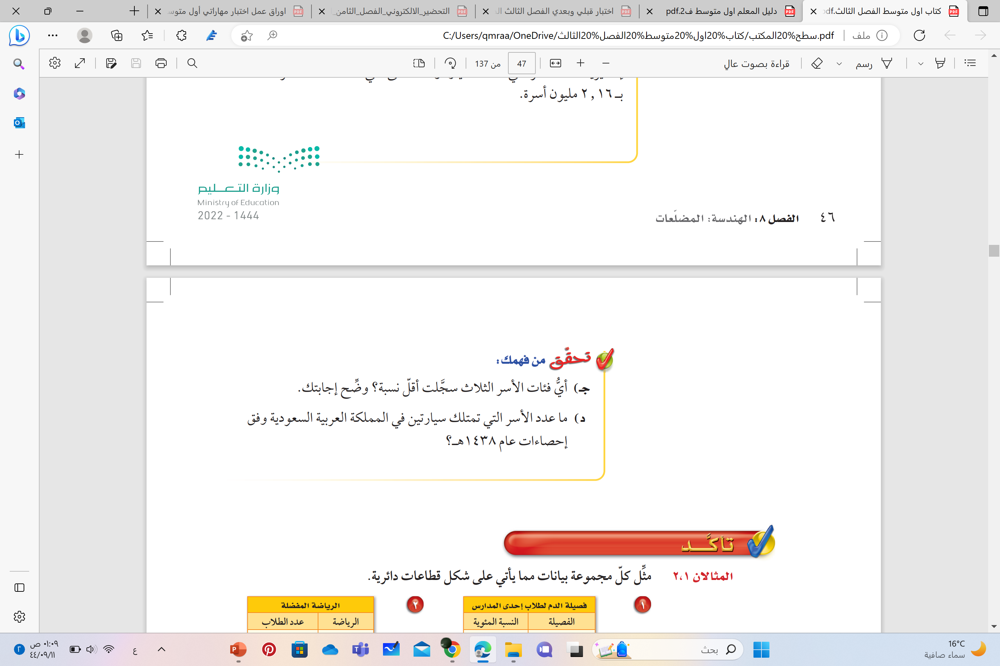 كتاب اول متوسط الفصل الثالث.pdf
دليل المعلم اول متوسط ف2.pdf
اختبار قبلي وبعدي الفصل الثالث
التحضير_الالكتروني_الفصل_الثامن_
اوراق عمل اختبار مهاراتي أول متوس
ملف
C:/Users/qmraa/OneDrive/سطح%20المكتب/كتاب%20اول%20متوسط%20الفصل%20الثالث.pdf
رسم
قراءة بصوت عالٍ
47
من 137
بـ ٢,١٦ مليون أسرة.
وزارة التعليم
Ministry of Education
2022 - 1444
٤٦ الفصل ٨: الهندسة: المضلّعات
تحقّق من فهمك:
جـ) أيُّ فئات الأسر الثلاث سجَّلت أقلّ نسبة؟ وضِّح إجابتك.
د) ما عدد الأسر التي تمتلك سيارتين في المملكة العربية السعودية وفق
إحصاءات عام ١٤٣٨هـ؟
تأكَّد
المثالان ٢،١ مثِّل كلّ مجموعة بيانات مما يأتي على شكل قطاعات دائرية.
١
فصيلة الدم لطلاب إحدى المدارس
الفصيلة النسبة المئوية
٢
الرياضة المفضلة
الرياضة عدد الطلاب
16°C
سماء صافية
بحث
ع
٠١:٠٩ ص
٤٤/٠٩/١١
٢